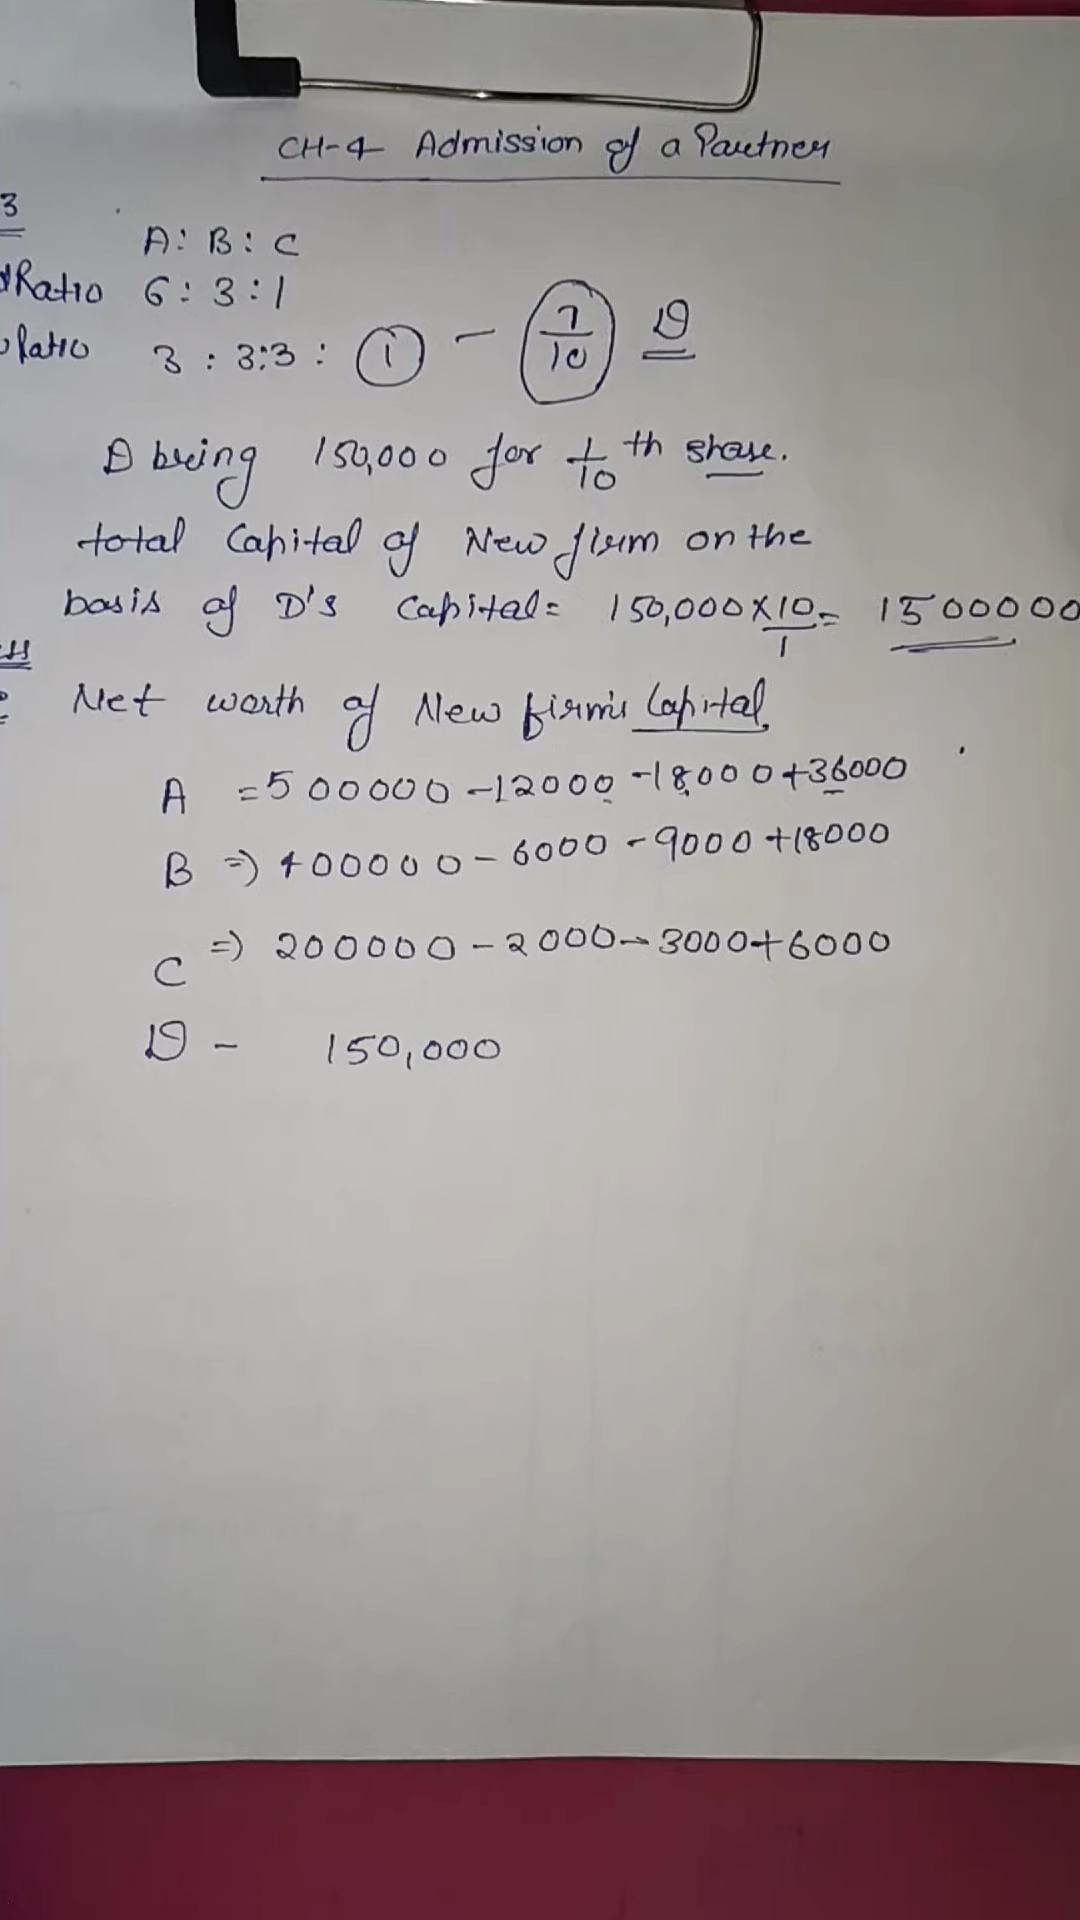 CH-4 Admission of a Partner
3
A: B: C
Ratio 6:3:1
Ratio 3:3:3: 1 - 1/10 D
D being 150,000 for 1/10 th share.
total Capital of New firm on the
basis of D's Capital= 150,000×10/1= 1500000
Net worth of New firm's Capital
A =500000-12000-18000+36000
B => 400000-6000-9000+18000
C => 200000-2000-3000+6000
D - 150,000